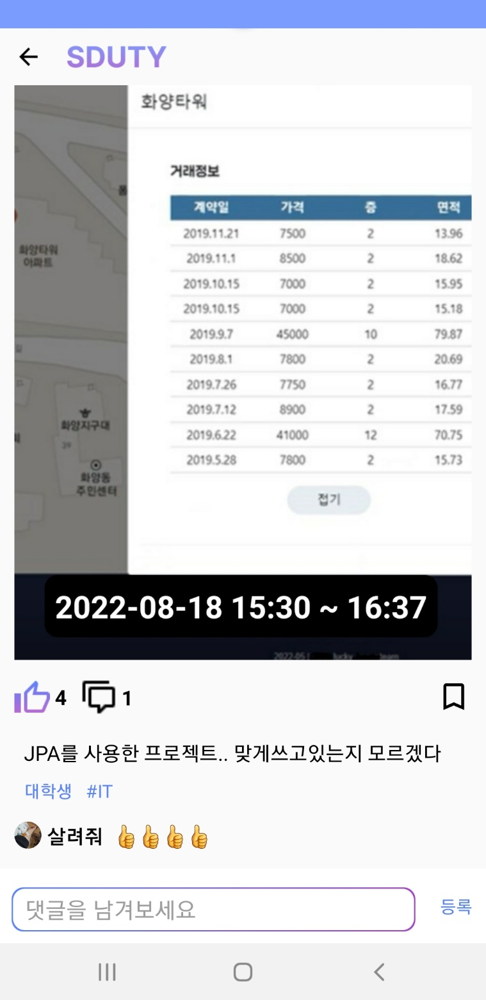 SDUTY
화양타워
거래정보
계약일 가격 층 면적
2019.11.21 7500 2 13.96
2019.11.1 8500 2 18.62
2019.10.15 7000 2 15.95
2019.10.15 7000 2 15.18
2019.9.7 45000 10 79.87
2019.8.1 7800 2 20.69
2019.7.26 7750 2 16.77
2019.7.12 8900 2 17.59
2019.6.22 41000 12 70.75
2019.5.28 7800 2 15.73
접기
화양타워
아파트
화양지구대
39
화양동
주민센터
2022-08-18 15:30 ~ 16:37
2022-05 lucky team
4 1
JPA를 사용한 프로젝트.. 맞게쓰고있는지 모르겠다
대학생 #IT
살려줘 👍👍👍👍
댓글을 남겨보세요 등록